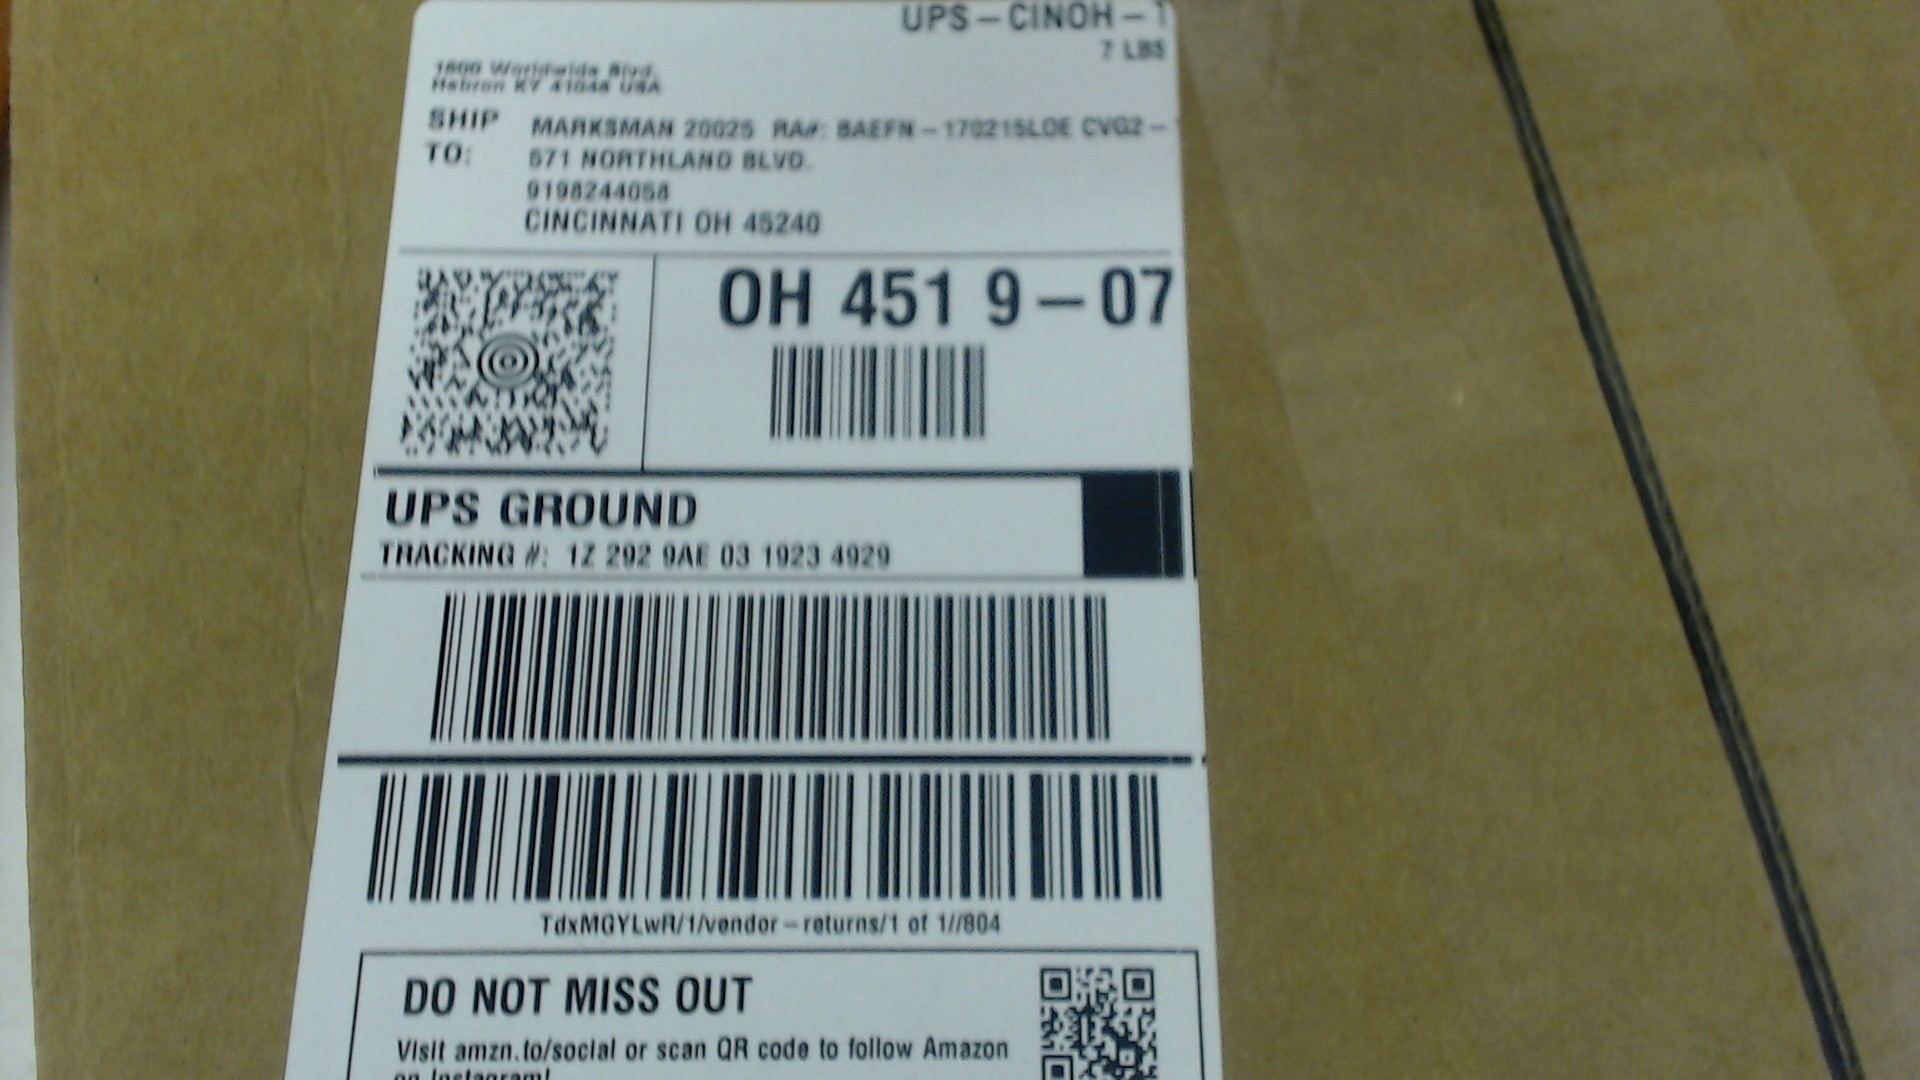 UPS-CINOH-1
7 LBS
1600 Worldwide Blvd.
Hebron KY 41048 USA
SHIP TO:
MARKSMAN 20025 RA#: BAEFN-170215LOE CVG2-
571 NORTHLAND BLVD.
9198244058
CINCINNATI OH 45240
OH 451 9-07
UPS GROUND
TRACKING #: 1Z 292 9AE 03 1923 4929
TdxMGYLwR/1/vendor-returns/1 of 1//804
DO NOT MISS OUT
Visit amzn.to/social or scan QR code to follow Amazon
on Instagram!